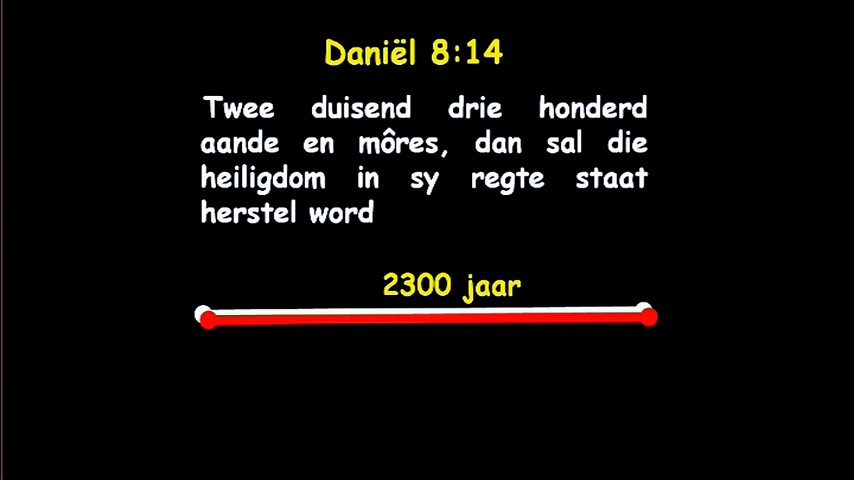 Daniël 8:14
Twee duisend drie honderd
aande en môres, dan sal die
heiligdom in sy regte staat
herstel word
2300 jaar